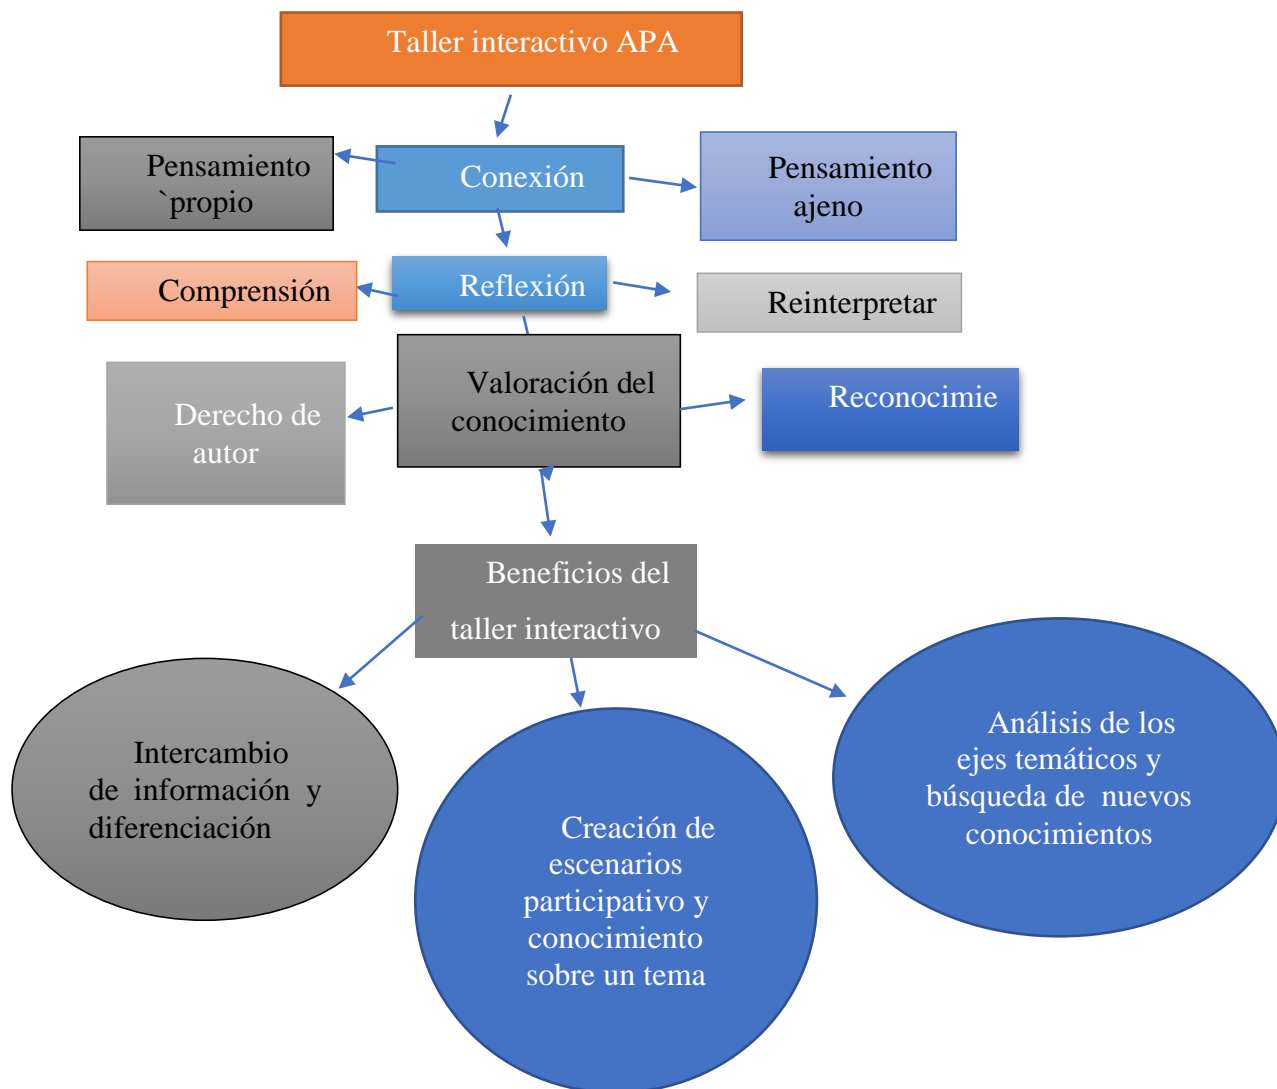 Taller interactivo APA
Pensamiento
`propio
Conexión
Pensamiento
ajeno
Comprensión
Reflexión
Reinterpretar
Derecho de
autor
Valoración del
conocimiento
Reconocimie
Beneficios del
taller interactivo
Intercambio
de información y
diferenciación
Creación de
escenarios
participativo y
conocimiento
sobre un tema
Análisis de los
ejes temáticos y
búsqueda de nuevos
conocimientos